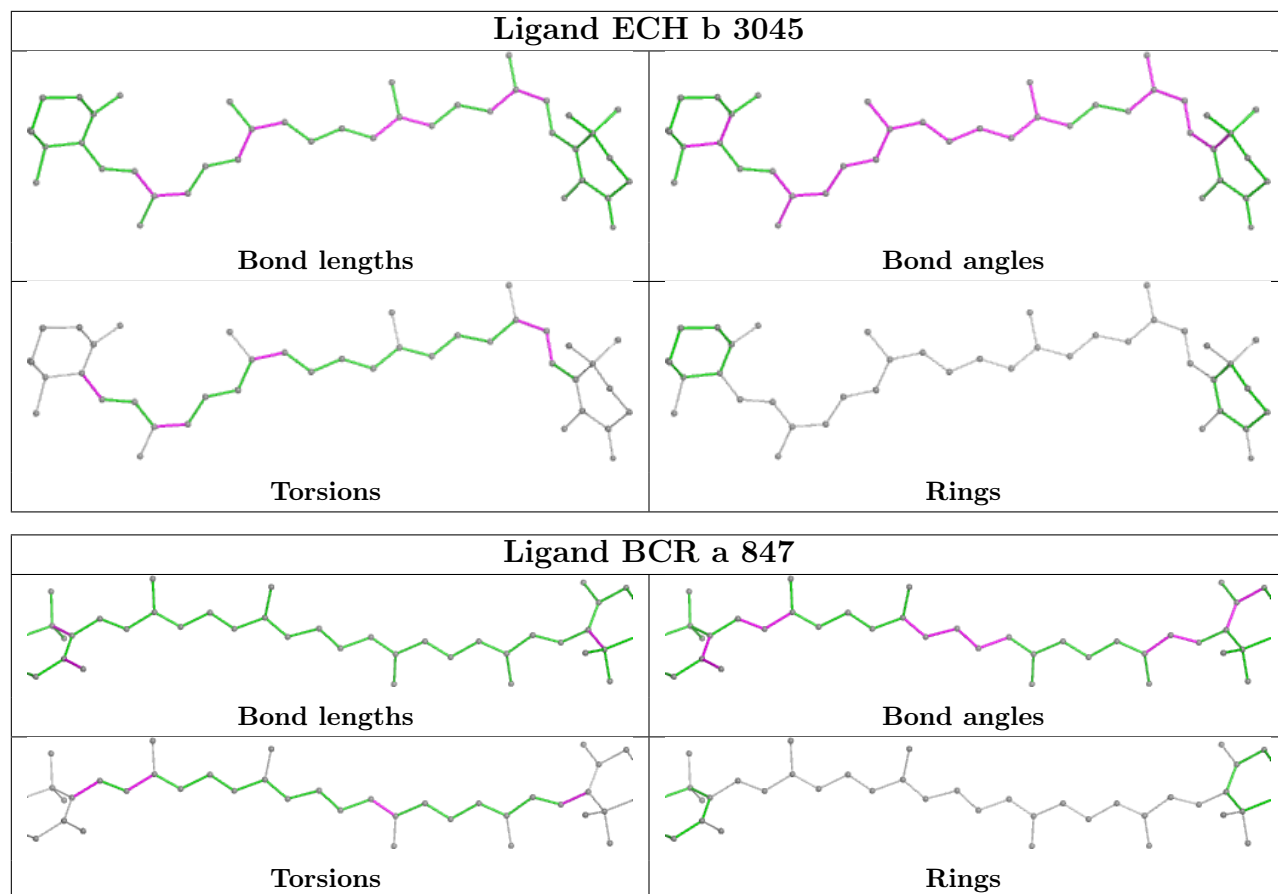 Ligand ECH b 3045
Bond lengths
Bond angles
Torsions
Rings
Ligand BCR a 847
Bond lengths
Bond angles
Torsions
Rings